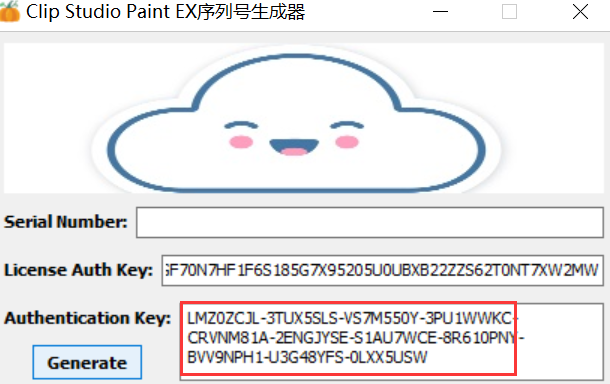 Clip Studio Paint EX序列号生成器
Serial Number:
License Auth Key: 5F70N7HF1F6S185G7X95205U0UBXB22ZZS62T0NT7XW2MW
Authentication Key: LMZ0ZCJL-3TUX5SLS-VS7M550Y-3PU1WWKC-
CRVNM81A-2ENGJYSE-S1AU7WCE-8R610PNY-
BVV9NPH1-U3G48YFS-0LXX5USW
Generate